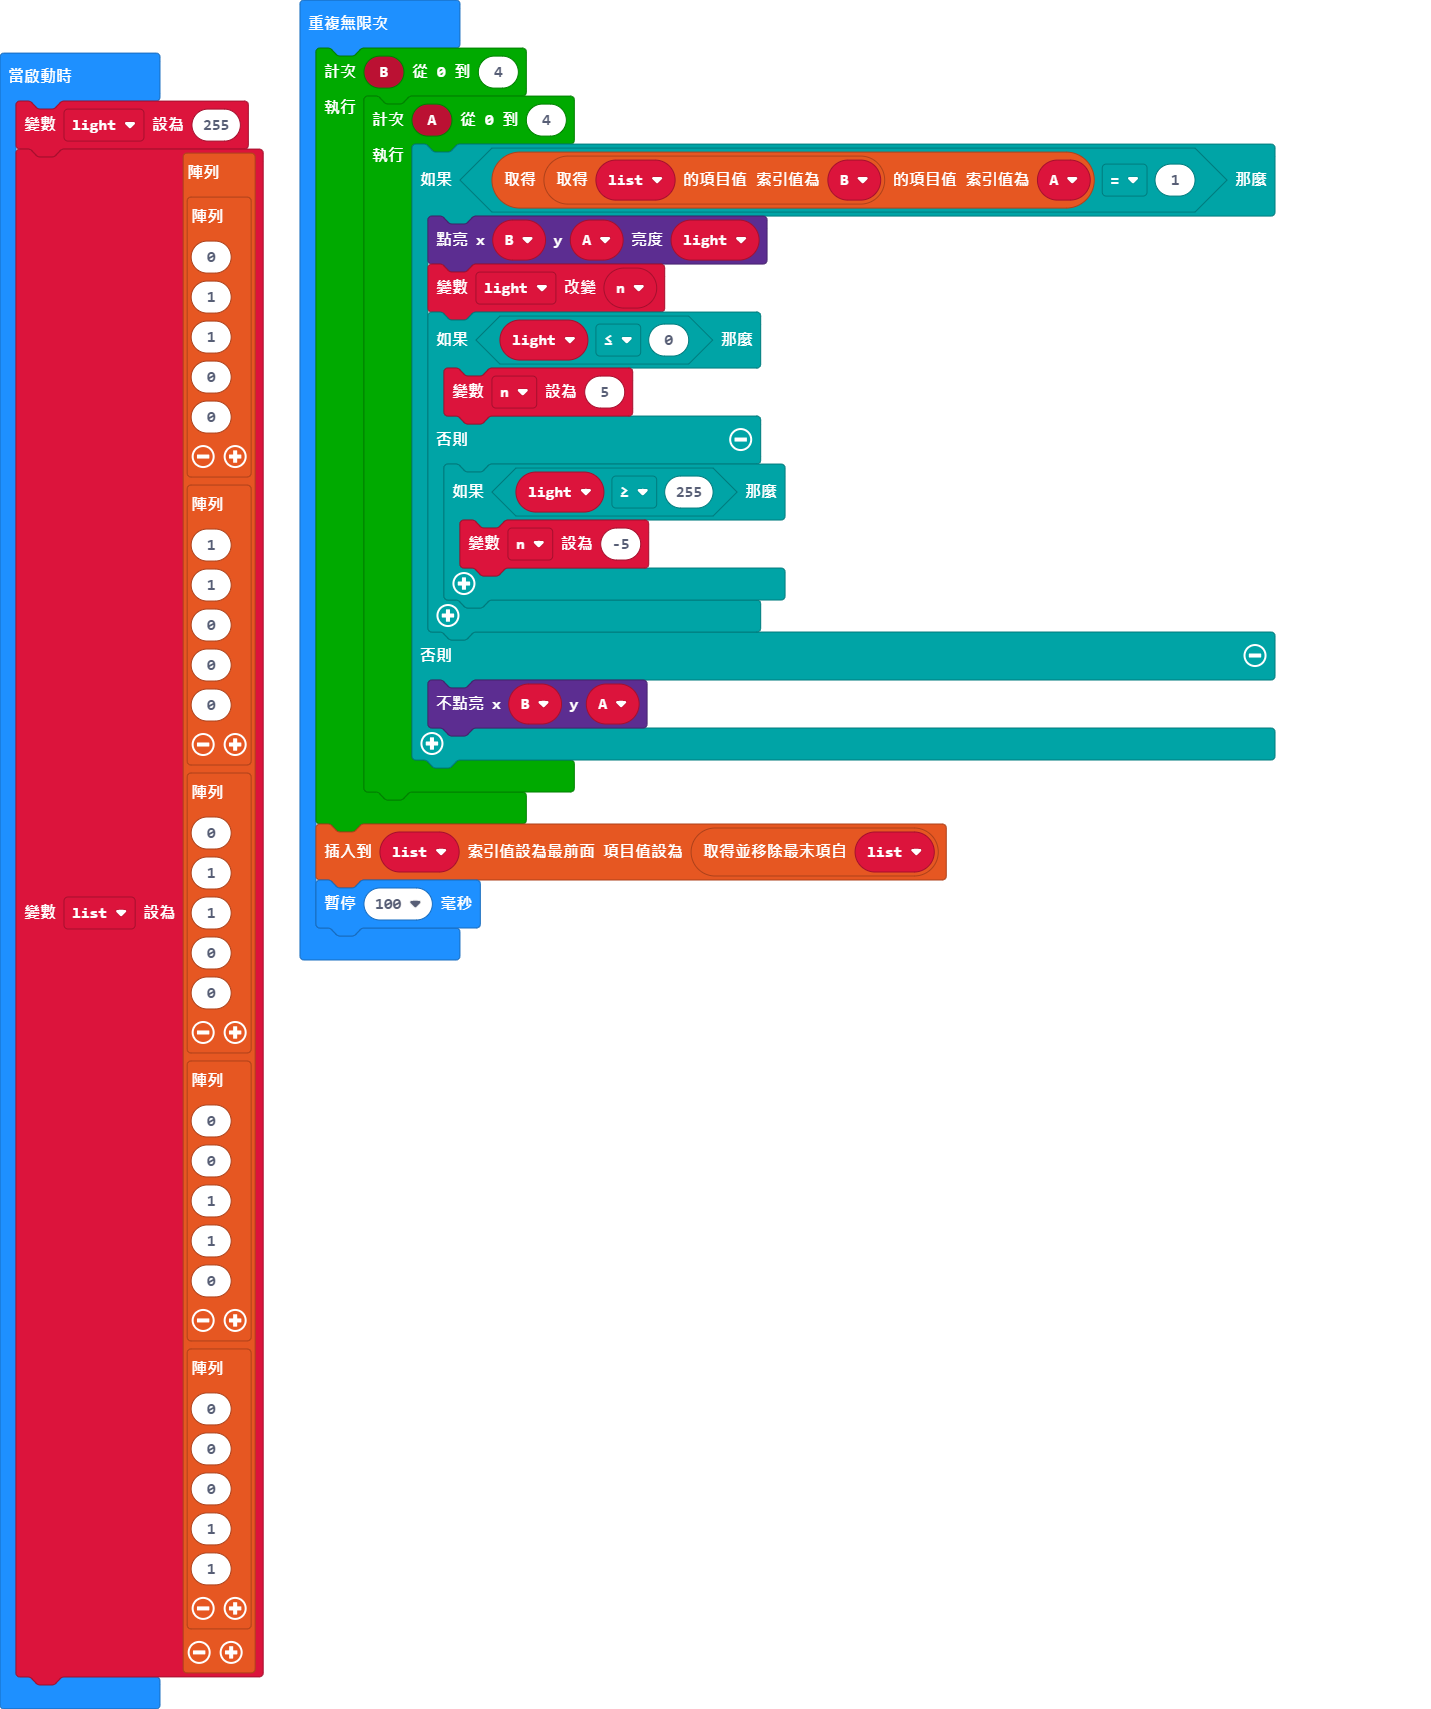 當啟動時
變數 light 設為 255
變數 list 設為
陣列
陣列
0
1
1
0
0
陣列
1
1
0
0
0
陣列
0
1
1
0
0
陣列
0
0
1
1
0
陣列
0
0
0
1
1
重複無限次
計次 B 從 0 到 4
執行
計次 A 從 0 到 4
執行
如果 取得 取得 list 的項目值 索引值為 B 的項目值 索引值為 A = 1 那麼
點亮 x B y A 亮度 light
變數 light 改變 n
如果 light ≤ 0 那麼
變數 n 設為 5
否則
如果 light ≥ 255 那麼
變數 n 設為 -5
否則
不點亮 x B y A
插入到 list 索引值設為最前面 項目值設為 取得並移除最末項自 list
暫停 100 毫秒